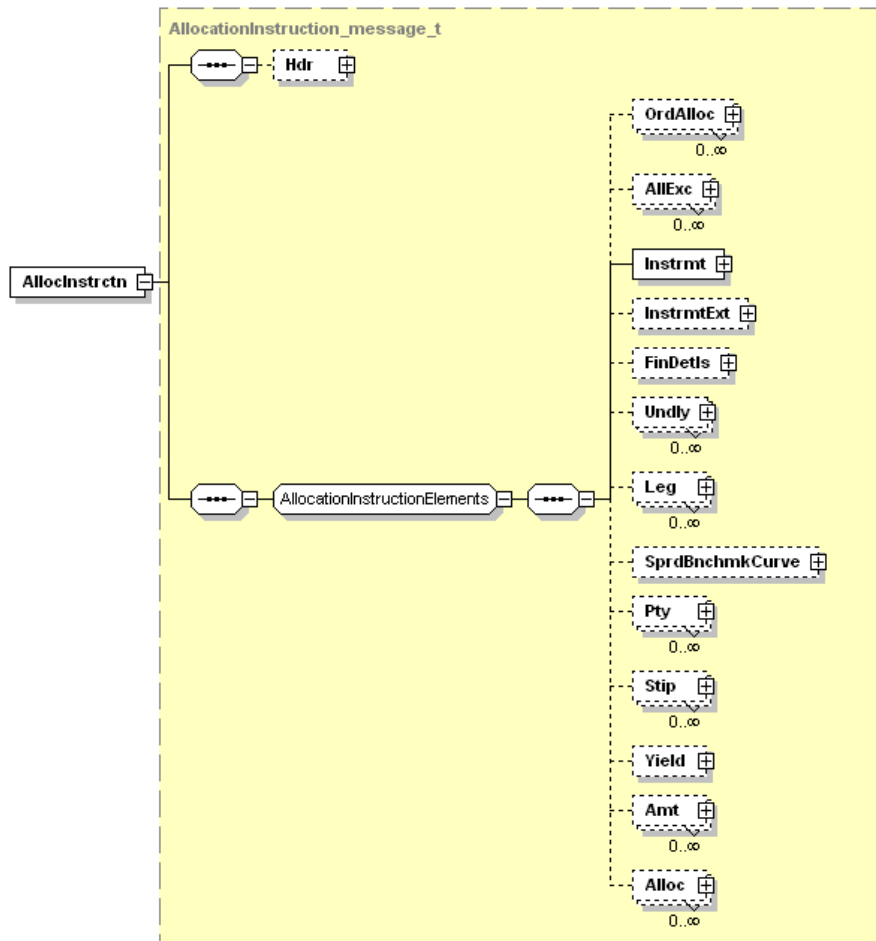 AllocationInstruction_message_t
Hdr
OrdAlloc
0..∞
AllExc
0..∞
Instrmt
AllocInstrctn
InstrmtExt
FinDetls
Undly
0..∞
Leg
AllocationInstructionElements
0..∞
SprdBnchmkCurve
Pty
0..∞
Stip
0..∞
Yield
Amt
0..∞
Alloc
0..∞